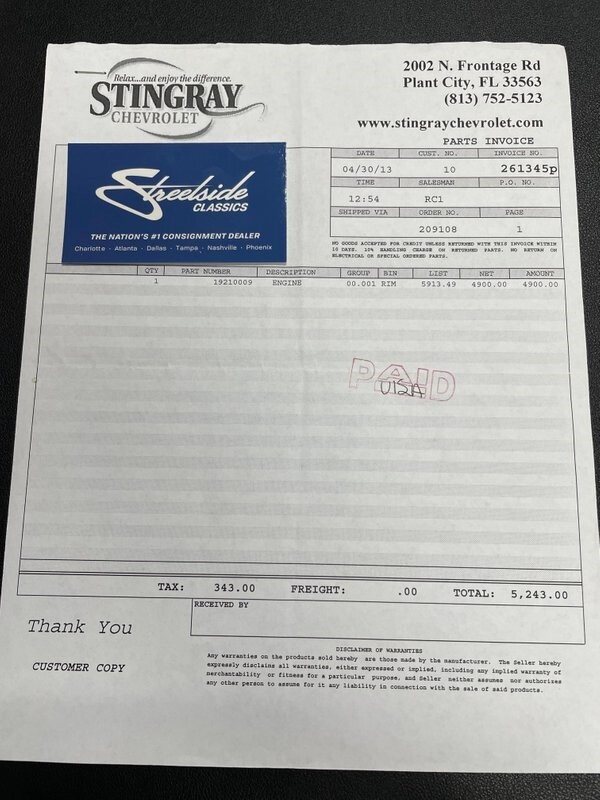 Relax...and enjoy the difference.
STINGRAY
CHEVROLET
2002 N. Frontage Rd
Plant City, FL 33563
(813) 752-5123
www.stingraychevrolet.com
PARTS INVOICE
Streetside
CLASSICS
THE NATION'S #1 CONSIGNMENT DEALER
Charlotte · Atlanta · Dallas · Tampa · Nashville · Phoenix
DATE CUST. NO. INVOICE NO.
04/30/13 10 261345p
TIME SALESMAN P.O. NO.
12:54 RC1
SHIPPED VIA ORDER NO. PAGE
209108 1
NO GOODS ACCEPTED FOR CREDIT UNLESS RETURNED WITH THIS INVOICE WITHIN
10 DAYS. 10% HANDLING CHARGE ON RETURNED PARTS. NO RETURN ON
ELECTRICAL OR SPECIAL ORDERED PARTS.
QTY PART NUMBER DESCRIPTION GROUP BIN LIST NET AMOUNT
1 19210009 ENGINE 00.001 RIM 5913.49 4900.00 4900.00
PAID
VISA
TAX: 343.00 FREIGHT: .00 TOTAL: 5,243.00
RECEIVED BY
Thank You
CUSTOMER COPY
DISCLAIMER OF WARRANTIES
Any warranties on the products sold hereby are those made by the manufacturer. The Seller hereby
expressly disclaims all warranties, either expressed or implied, including any implied warranty of
merchantability or fitness for a particular purpose, and Seller neither assumes nor authorizes
any other person to assume for it any liability in connection with the sale of said products.